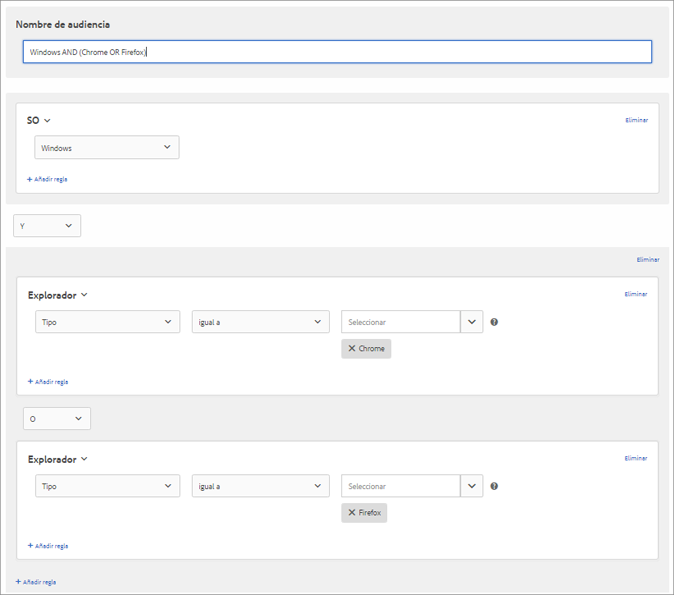 Nombre de audiencia
Windows AND (Chrome OR Firefox)
SO
Eliminar
Windows
+ Añadir regla
Y
Eliminar
Explorador
Eliminar
Tipo igual a Seleccionar
Chrome
+ Añadir regla
O
Explorador
Eliminar
Tipo igual a Seleccionar
Firefox
+ Añadir regla
+ Añadir regla